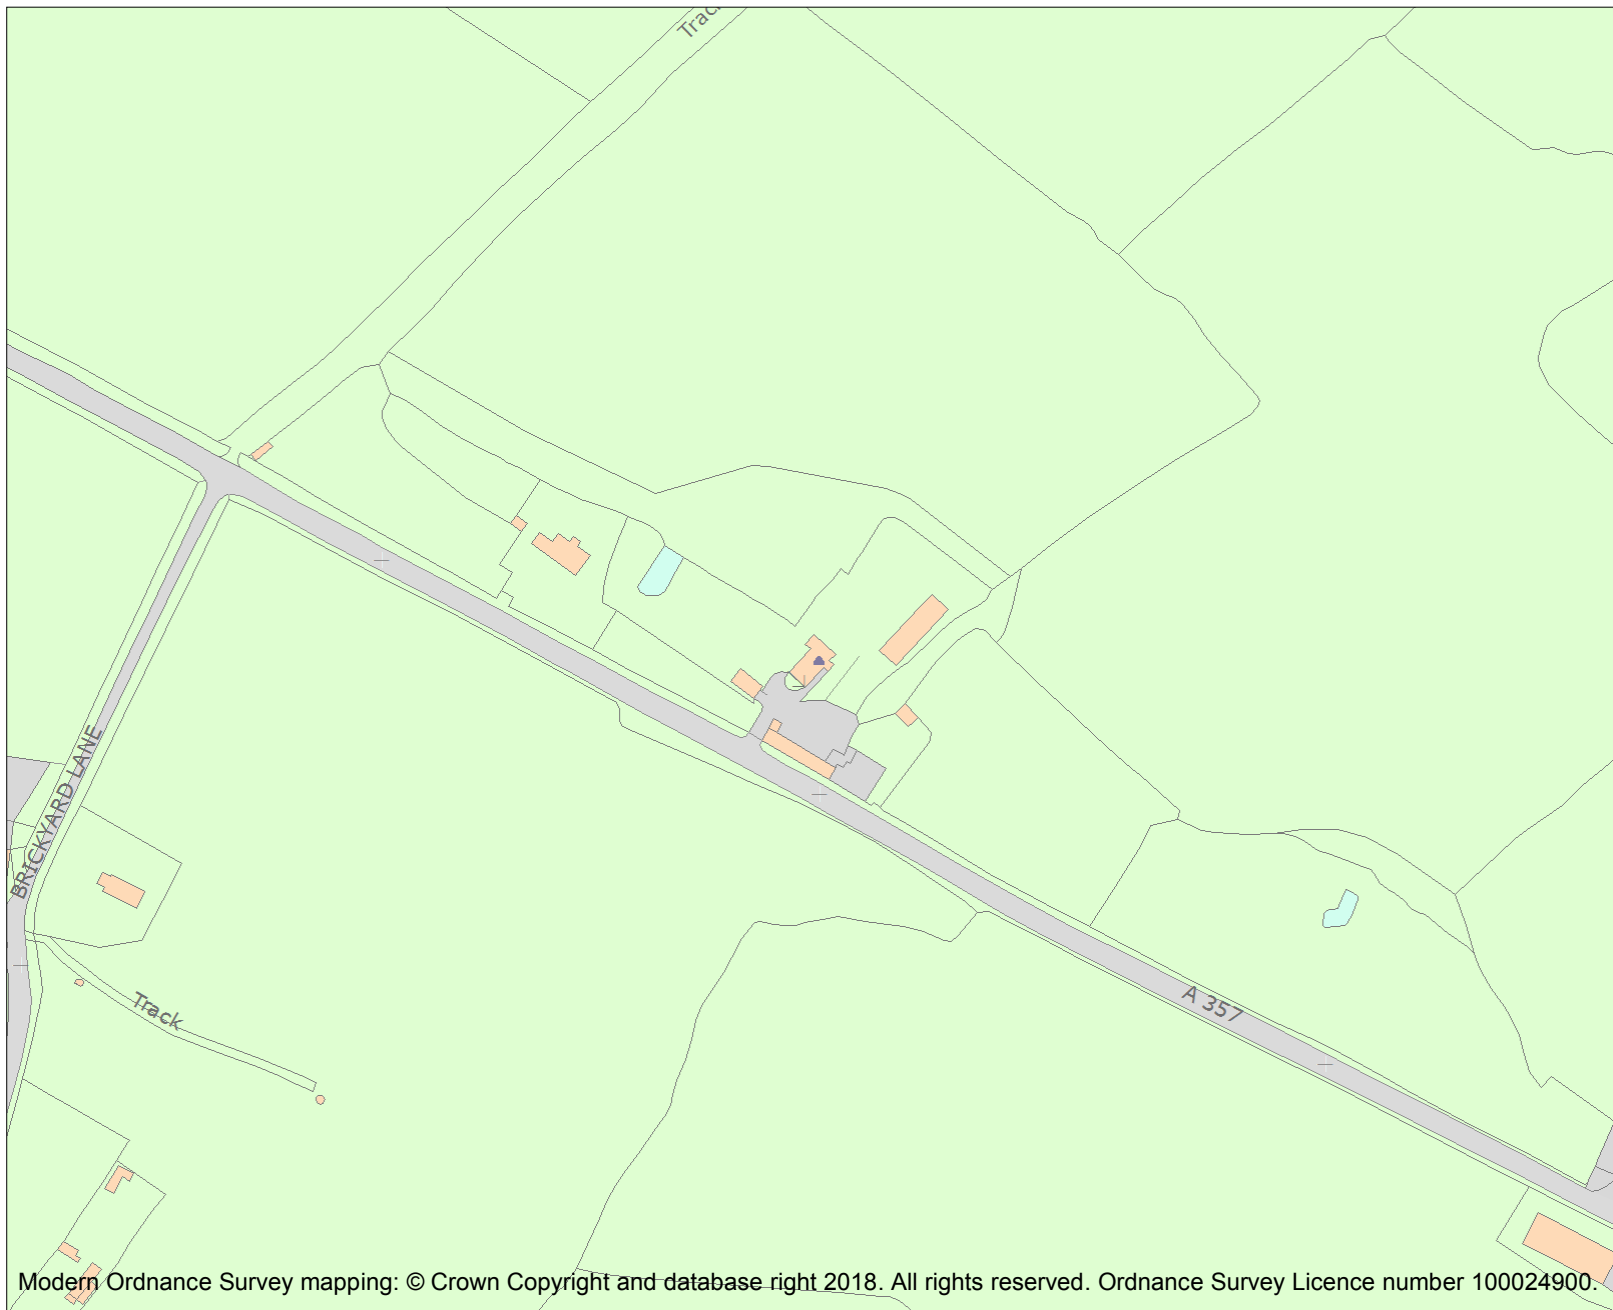 Trac
BRICKYARD LANE
Track
A 357
Modern Ordnance Survey mapping: © Crown Copyright and database right 2018. All rights reserved. Ordnance Survey Licence number 100024900.